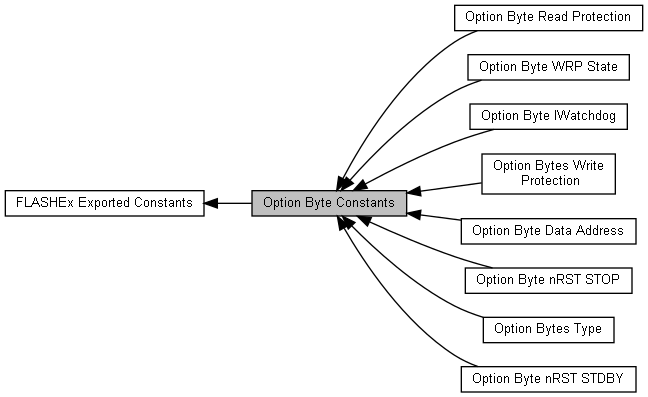 Option Byte Read Protection
Option Byte WRP State
Option Byte IWatchdog
Option Bytes Write
Protection
FLASHEx Exported Constants
Option Byte Constants
Option Byte Data Address
Option Byte nRST STOP
Option Bytes Type
Option Byte nRST STDBY